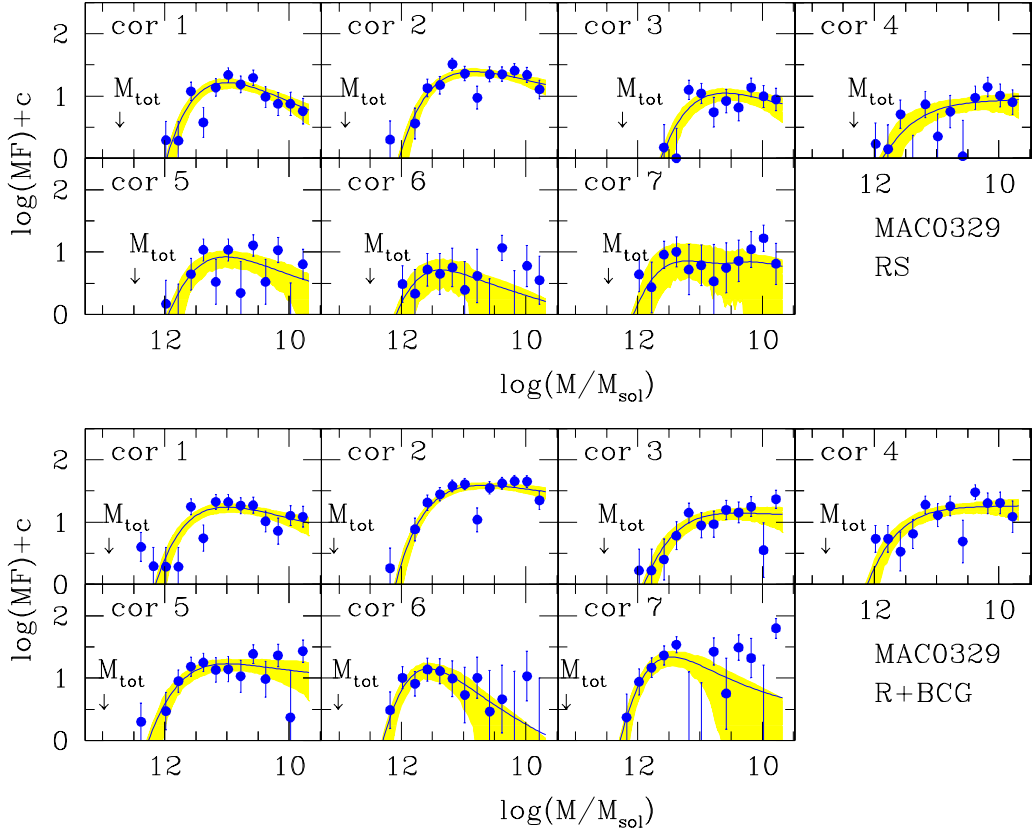 cor 1 cor 2 cor 3 cor 4
2
M_tot M_tot M_tot M_tot
1
0
12 10
cor 5 cor 6 cor 7
2
M_tot M_tot M_tot
1
0
12 10 12 10 12 10
log(MF)+c
log(M/M_sol)
MAC0329
RS
cor 1 cor 2 cor 3 cor 4
2
M_tot M_tot M_tot M_tot
1
0
12 10
cor 5 cor 6 cor 7
2
M_tot M_tot M_tot
1
0
12 10 12 10 12 10
log(MF)+c
log(M/M_sol)
MAC0329
R+BCG